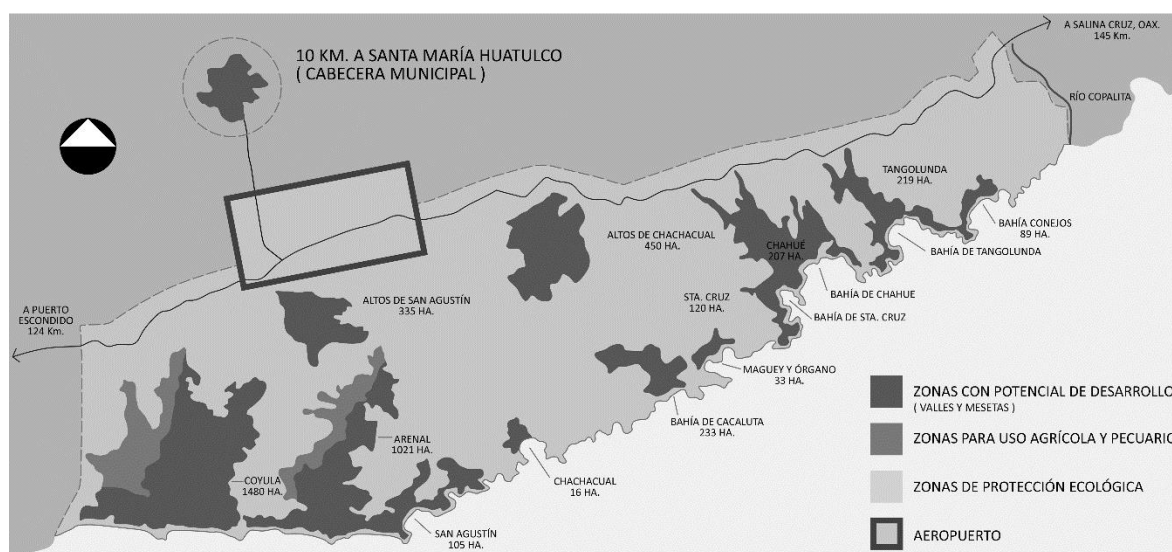 A SALINA CRUZ, OAX.
145 Km.
10 KM. A SANTA MARÍA HUATULCO
( CABECERA MUNICIPAL )
RÍO COPALITA
TANGOLUNDA
219 HA.
BAHÍA CONEJOS
89 HA.
ALTOS DE CHACHACUAL
450 HA.
CHAHUÉ
207 HA.
BAHÍA DE TANGOLUNDA
BAHÍA DE CHAHUE
STA. CRUZ
120 HA.
BAHÍA DE STA. CRUZ
ALTOS DE SAN AGUSTÍN
335 HA.
A PUERTO
ESCONDIDO
124 Km.
MAGUEY Y ÓRGANO
33 HA.
BAHÍA DE CACALUTA
233 HA.
ARENAL
1021 HA.
COYULA
1480 HA.
CHACHACUAL
16 HA.
SAN AGUSTÍN
105 HA.
ZONAS CON POTENCIAL DE DESARROLLO
( VALLES Y MESETAS )
ZONAS PARA USO AGRÍCOLA Y PECUARIO
ZONAS DE PROTECCIÓN ECOLÓGICA
AEROPUERTO